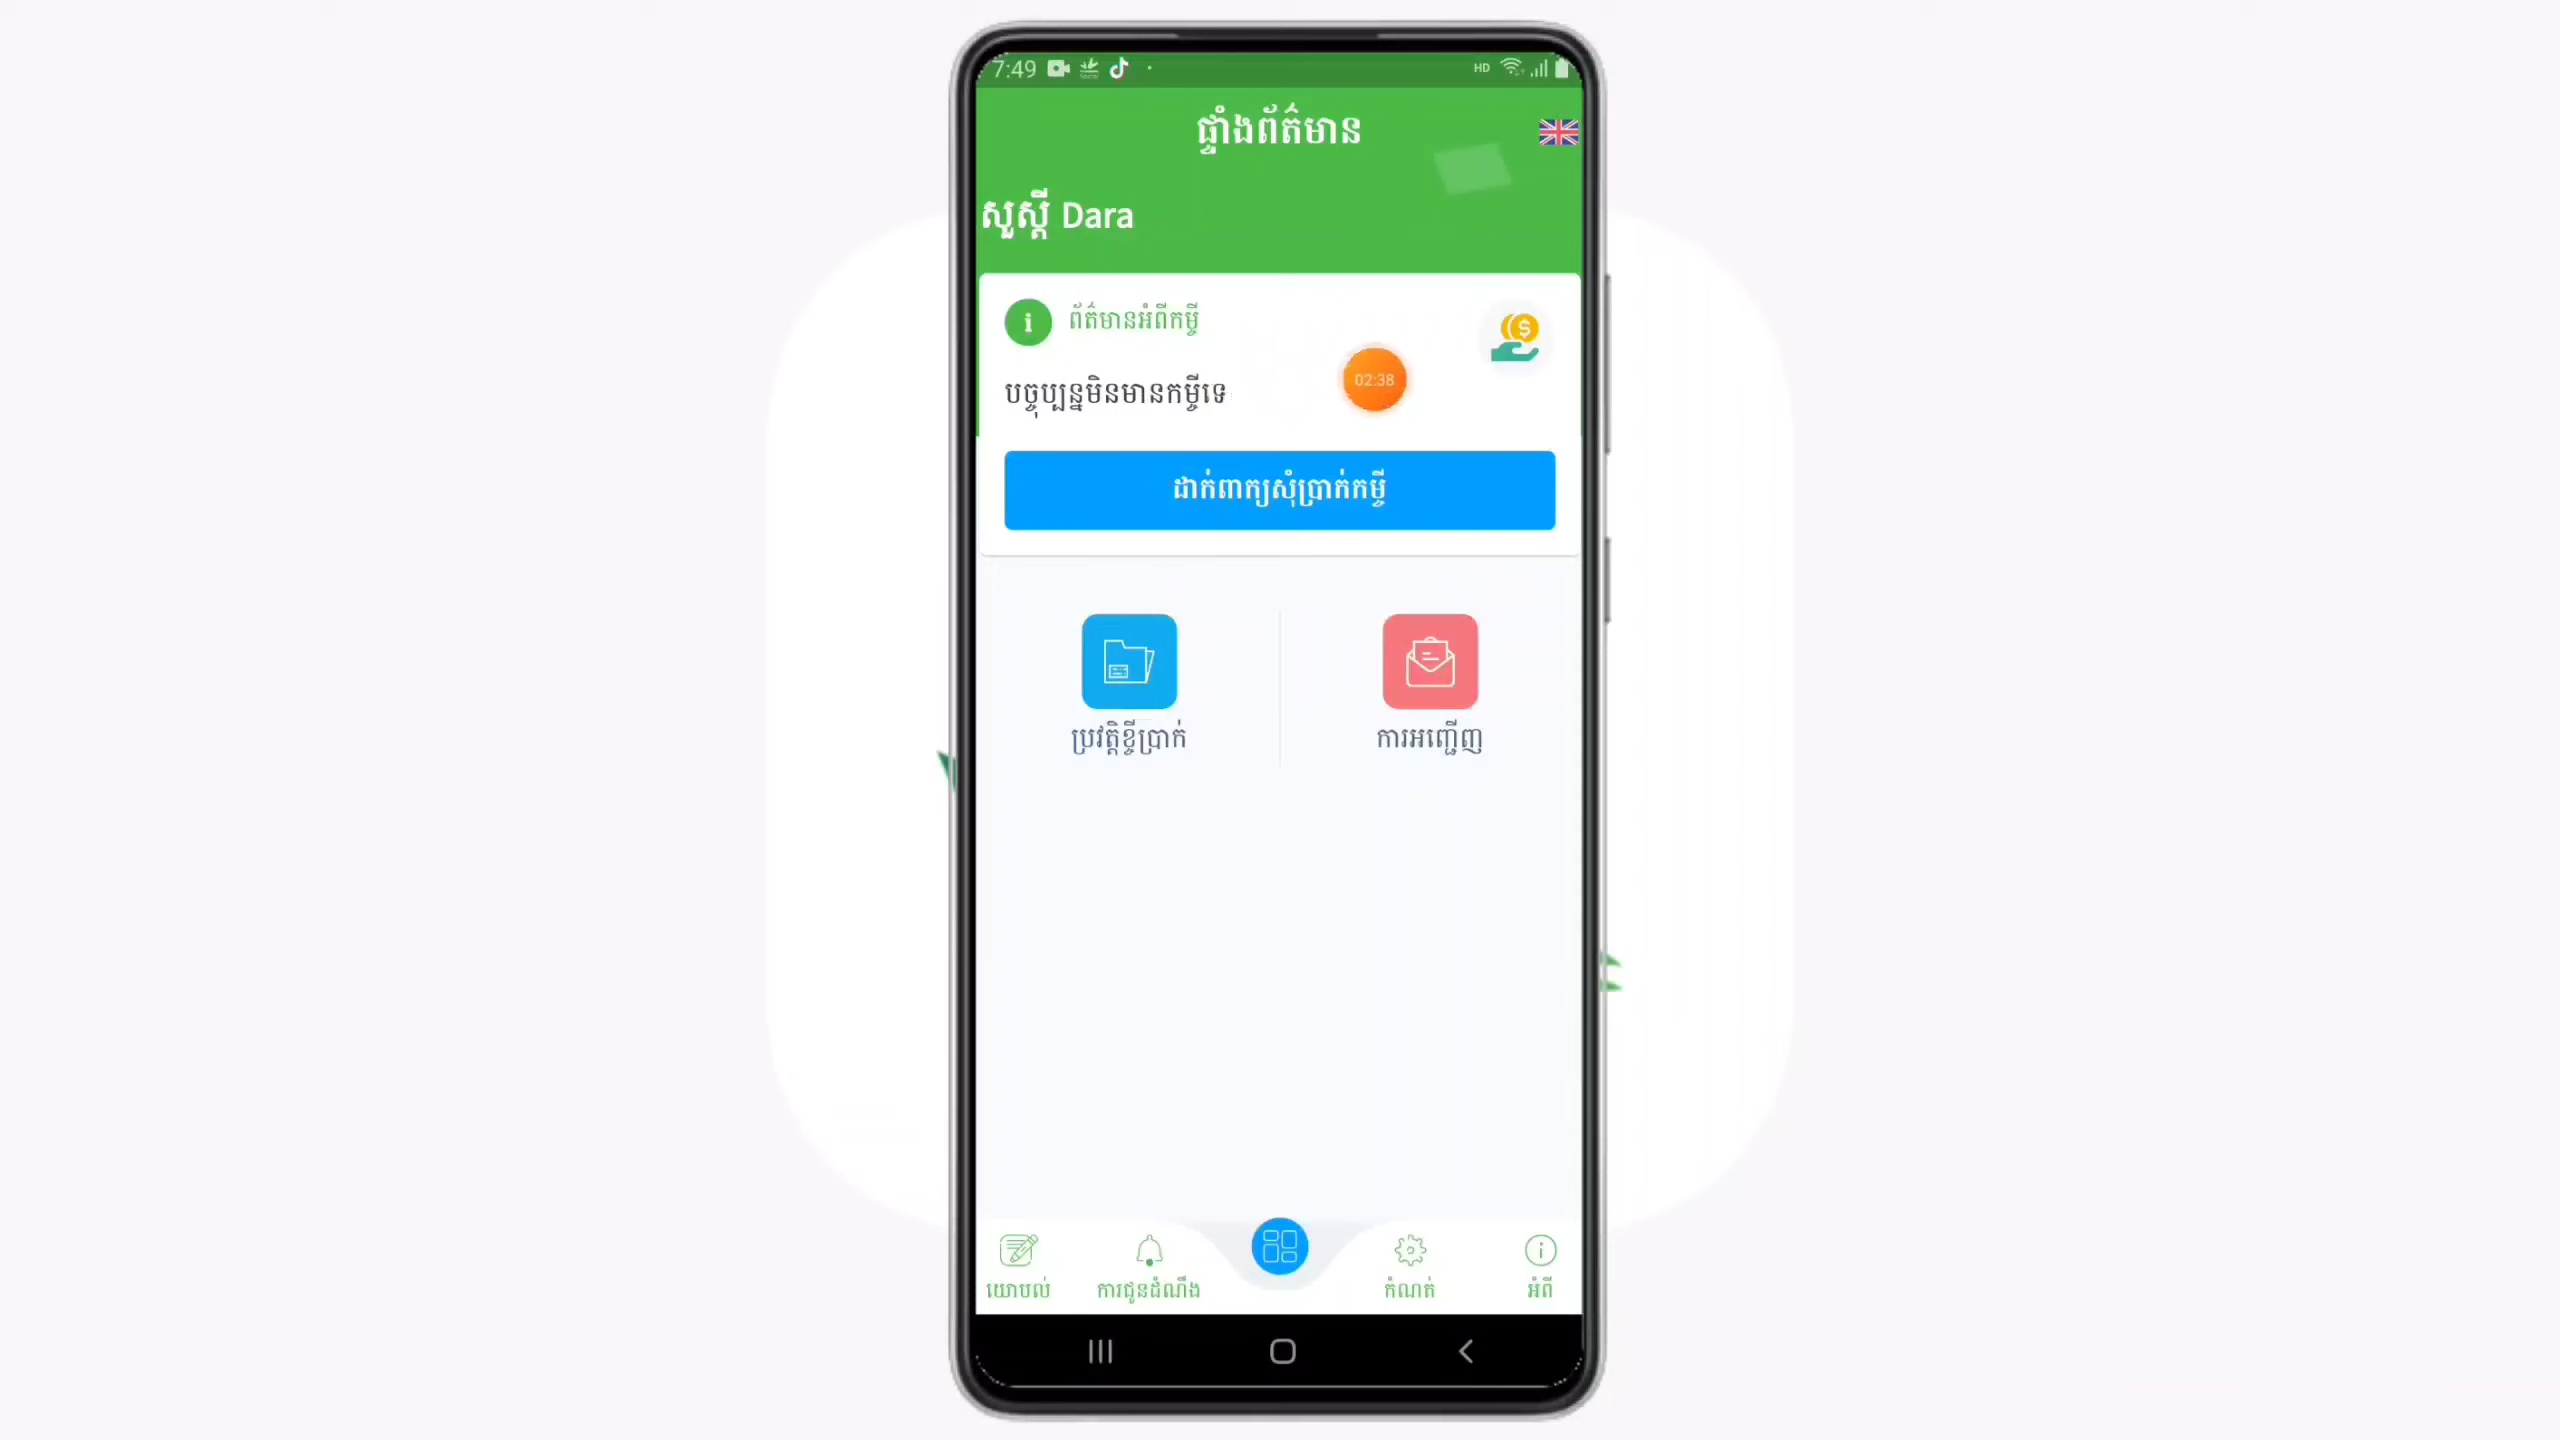 7:49
HD
ផ្ទាំងព័ត៌មាន
សួស្តី Dara
ព័ត៌មានអំពីកម្ចី
02:38
បច្ចុប្បន្នមិនមានកម្ចីទេ
ដាក់ពាក្យសុំប្រាក់កម្ចី
ប្រវត្តិខ្ចីប្រាក់
ការអញ្ជើញ
យោបល់
ការជូនដំណឹង
កំណត់
អំពី